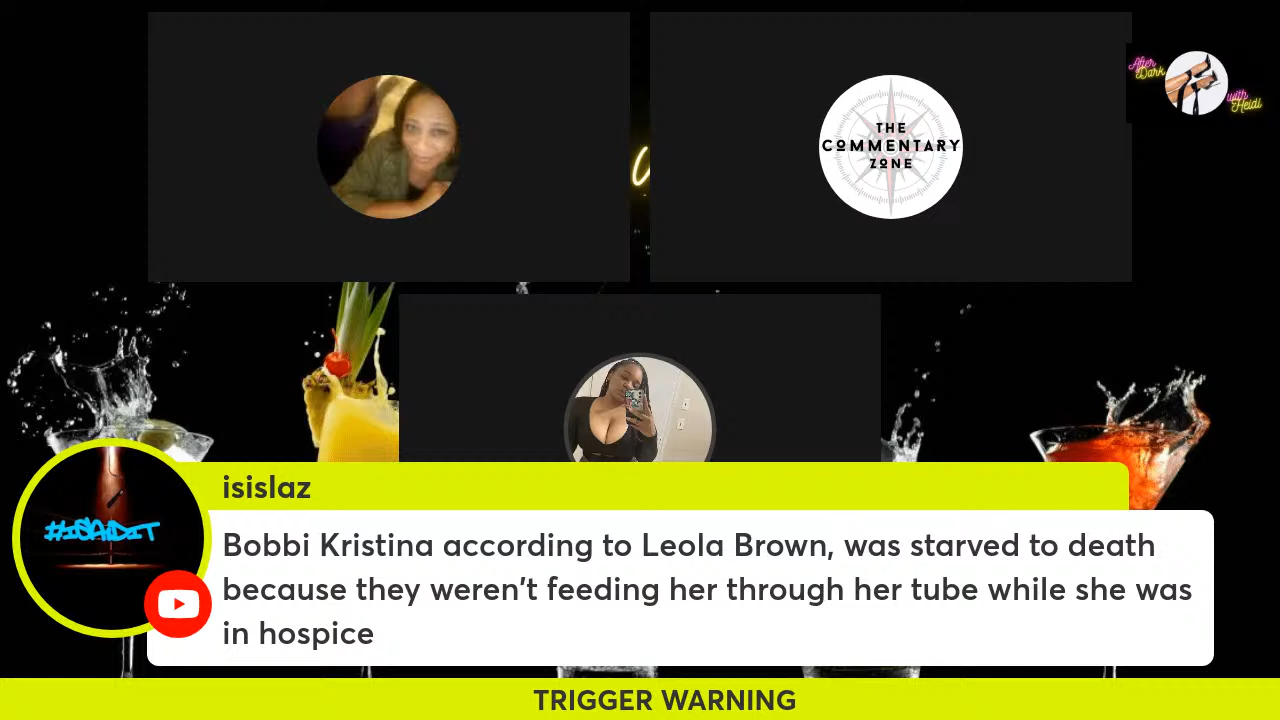 THE
COMMENTARY
ZONE
After
Dark
with
Heidi
#ISAIDIT
isislaz
Bobbi Kristina according to Leola Brown, was starved to death
because they weren't feeding her through her tube while she was
in hospice
TRIGGER WARNING